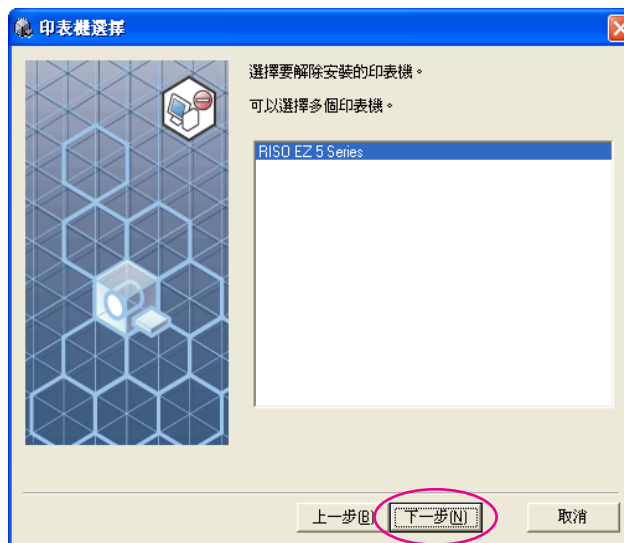 印表機選擇
選擇要解除安裝的印表機。
可以選擇多個印表機。
RISO EZ 5 Series
上一步(B) 下一步(N) 取消